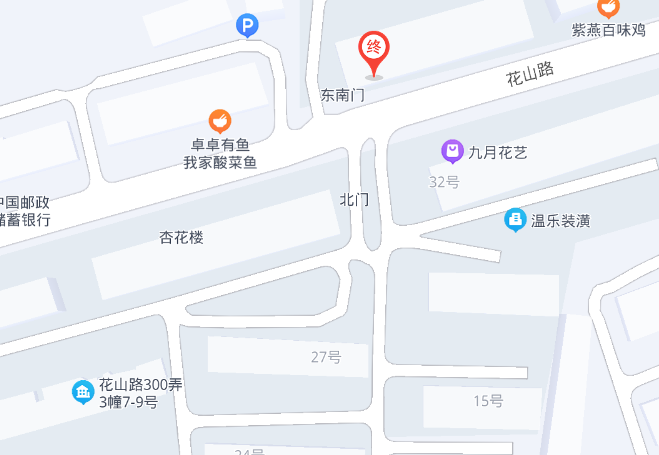 P
紫燕百味鸡
终
花山路
东南门
卓卓有鱼
我家酸菜鱼
九月花艺
32号
中国邮政
储蓄银行
北门
温乐装潢
杏花楼
27号
花山路300弄
3幢7-9号
15号